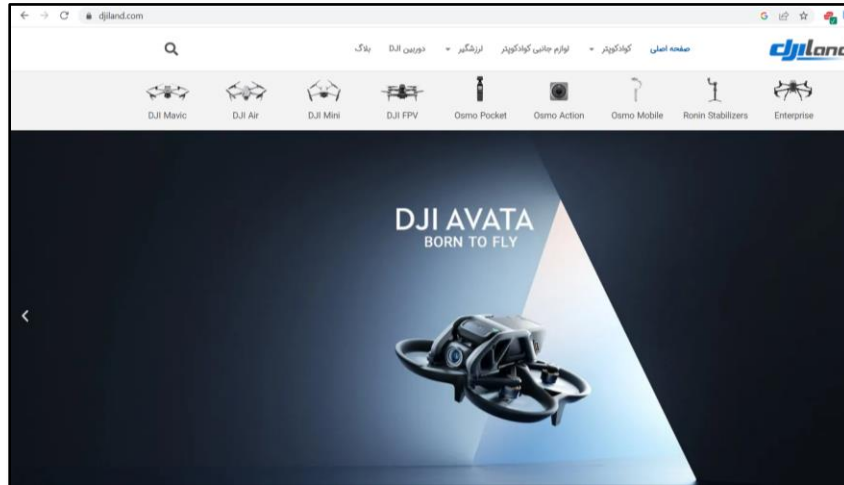 djiland.com
djiland
صفحه اصلی
کوادکوپتر
لوازم جانبی کوادکوپتر
لرزشگیر
دوربین DJI
بلاگ
DJI Mavic
DJI Air
DJI Mini
DJI FPV
Osmo Pocket
Osmo Action
Osmo Mobile
Ronin Stabilizers
Enterprise
DJI AVATA
BORN TO FLY